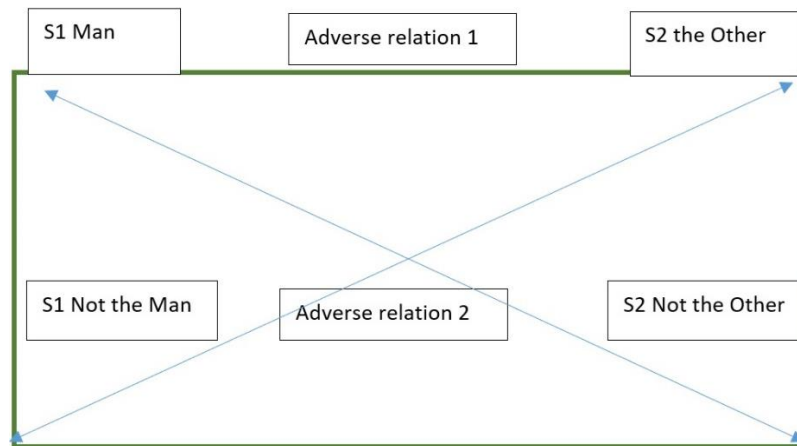 S1 Man
Adverse relation 1
S2 the Other
S1 Not the Man
Adverse relation 2
S2 Not the Other